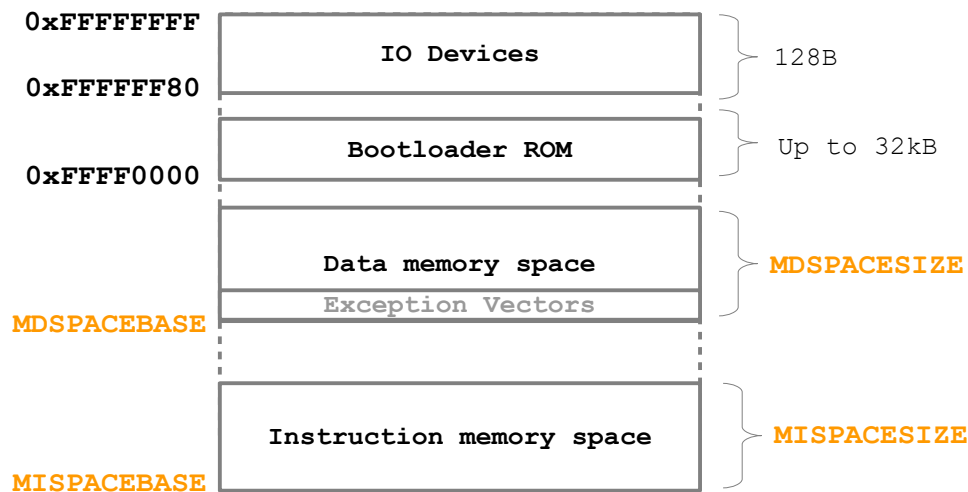 0xFFFFFFFF
IO Devices
128B
0xFFFFFF80
Bootloader ROM
Up to 32kB
0xFFFF0000
Data memory space
MDSPACESIZE
Exception Vectors
MDSPACEBASE
Instruction memory space
MISPACESIZE
MISPACEBASE